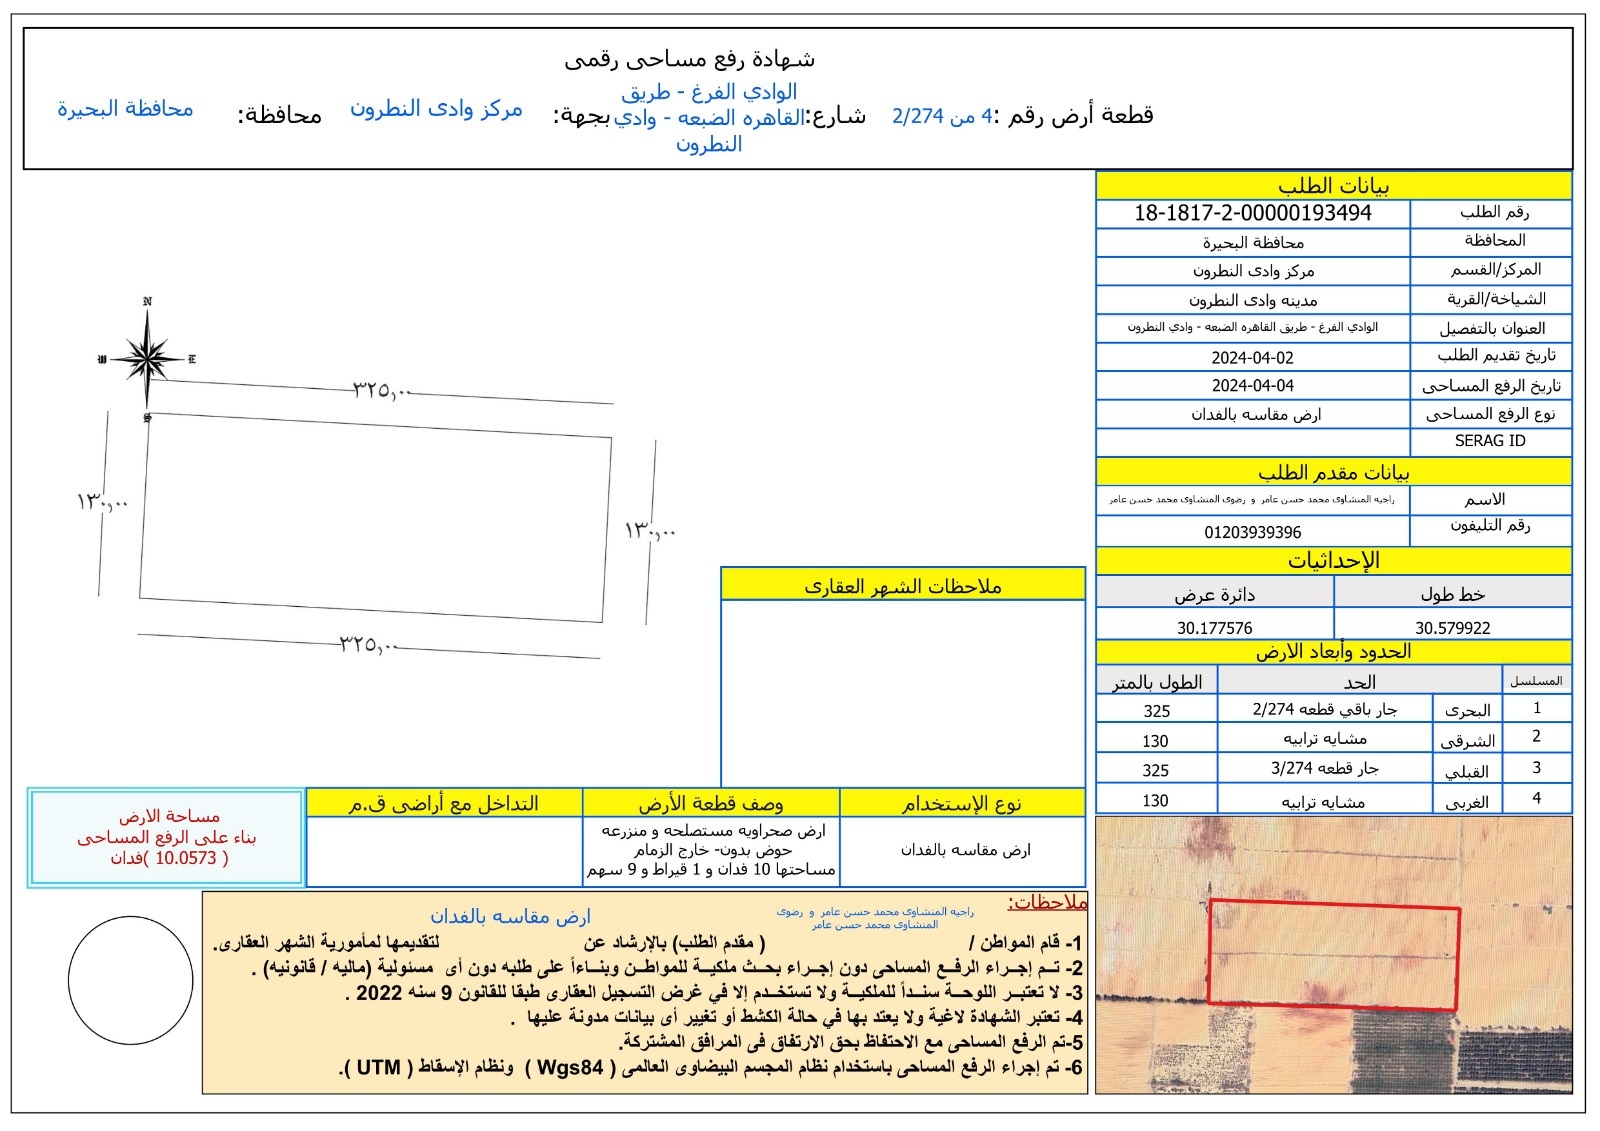 شهادة رفع مساحى رقمى
قطعة أرض رقم :4 من 2/274 شارع:الوادي الفرغ - طريق القاهره الضبعه - وادي النطرون بجهة: مركز وادى النطرون محافظة: محافظة البحيرة
بيانات الطلب
رقم الطلب 18-1817-2-00000193494
المحافظة محافظة البحيرة
المركز/القسم مركز وادى النطرون
الشياخة/القرية مدينه وادى النطرون
العنوان بالتفصيل الوادي الفرغ - طريق القاهره الضبعه - وادي النطرون
تاريخ تقديم الطلب 2024-04-02
تاريخ الرفع المساحى 2024-04-04
نوع الرفع المساحى ارض مقاسه بالفدان
SERAG ID
بيانات مقدم الطلب
الاسم راجيه المنشاوى محمد حسن عامر و رضوى المنشاوى محمد حسن عامر
رقم التليفون 01203939396
الإحداثيات
خط طول دائرة عرض
30.579922 30.177576
الحدود وأبعاد الارض
المسلسل الحد الطول بالمتر
1 البحرى جار باقي قطعه 2/274 325
2 الشرقى مشايه ترابيه 130
3 القبلي جار قطعه 3/274 325
4 الغربى مشايه ترابيه 130
N
E
S
٣٢٥,٠٠
١٣٠,٠٠
١٣٠,٠٠
٣٢٥,٠٠
ملاحظات الشهر العقارى
نوع الإستخدام وصف قطعة الأرض التداخل مع أراضى ق.م
ارض مقاسه بالفدان
ارض صحراويه مستصلحه و منزرعه
حوض بدون- خارج الزمام
مساحتها 10 فدان و 1 قيراط و 9 سهم
مساحة الارض
بناء على الرفع المساحى
( 10.0573 )فدان
ملاحظات:
راجيه المنشاوى محمد حسن عامر و رضوى
المنشاوى محمد حسن عامر
ارض مقاسه بالفدان
1- قام المواطن / ( مقدم الطلب) بالإرشاد عن لتقديمها لمأمورية الشهر العقارى.
2- تـم إجراء الرفـع المساحى دون إجراء بحث ملكية للمواطـن وبنـاءاً على طلبه دون أى مسئولية (ماليه / قانونيه) .
3- لا تعتبـر اللوحـة سنـداً للملكيـة ولا تستخـدم إلا في غرض التسجيل العقارى طبقا للقانون 9 سنه 2022 .
4- تعتبر الشهادة لاغية ولا يعتد بها في حالة الكشط أو تغيير أى بيانات مدونة عليها .
5-تم الرفع المساحى مع الاحتفاظ بحق الارتفاق فى المرافق المشتركة.
6- تم إجراء الرفع المساحى باستخدام نظام المجسم البيضاوى العالمى ( Wgs84 ) ونظام الإسقاط ( UTM ).